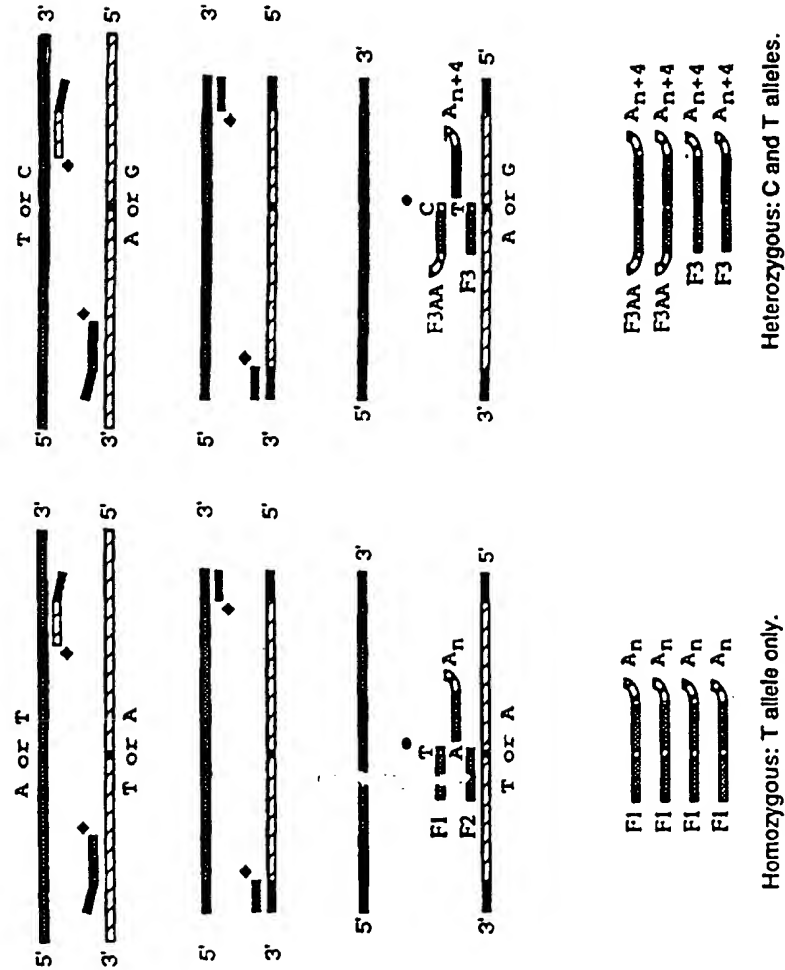 A or T
5' 3'
3' 5'
T or A
5' 3'
3' 5'
5' 3'
F1 T
F2 A An
3' 5'
T or A
F1 An
F1 An
F1 An
F1 An
Homozygous: T allele only.
T or C
5' 3'
3' 5'
A or G
5' 3'
3' 5'
5' 3'
F3AA C
F3 T An+4
3' 5'
A or G
F3AA An+4
F3AA An+4
F3 An+4
F3 An+4
Heterozygous: C and T alleles.